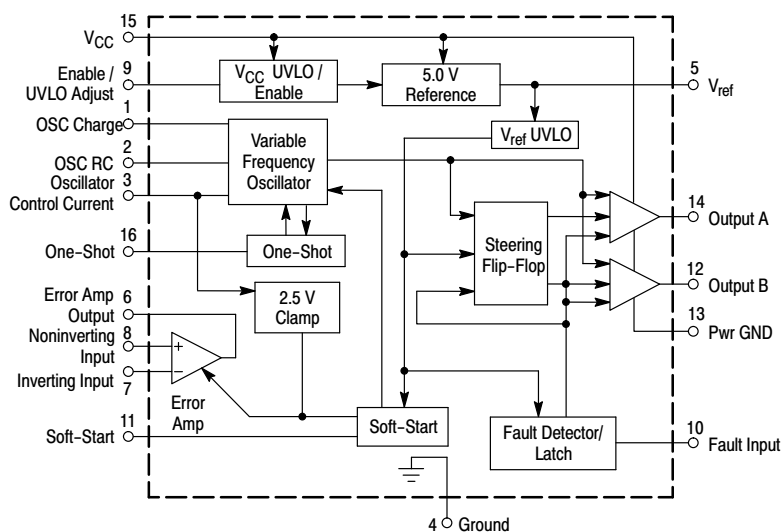 15
VCC
Enable /
UVLO Adjust
9
1
OSC Charge
2
OSC RC
3
Oscillator
Control Current
16
One-Shot
Error Amp
Output
6
8
Noninverting
Input
Inverting Input
7
11
Soft-Start
VCC UVLO /
Enable
5.0 V
Reference
5
Vref
Vref UVLO
Variable
Frequency
Oscillator
One-Shot
2.5 V
Clamp
Steering
Flip-Flop
14
Output A
12
Output B
13
Pwr GND
+
−
Error
Amp
Soft-Start
Fault Detector/
Latch
10
Fault Input
4
Ground